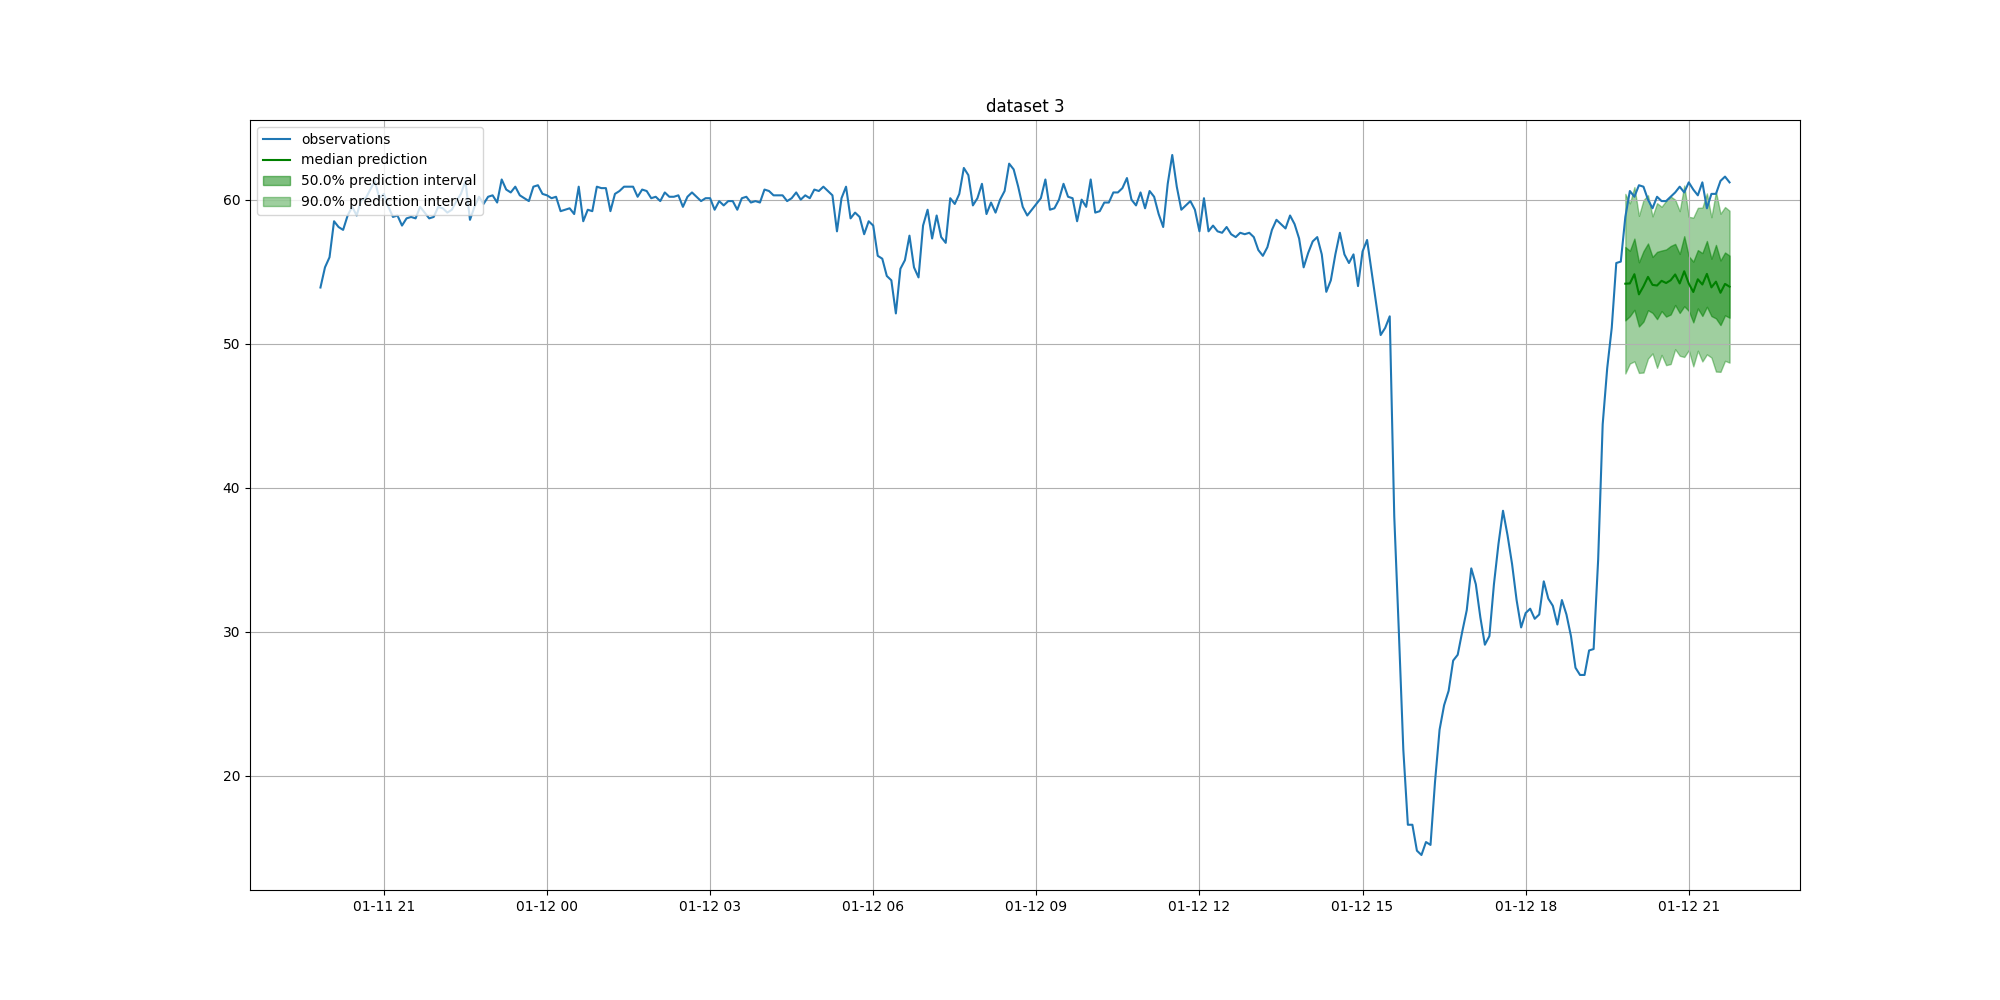 dataset 3
observations
median prediction
50.0% prediction interval
90.0% prediction interval
60
50
40
30
20
01-11 21
01-12 00
01-12 03
01-12 06
01-12 09
01-12 12
01-12 15
01-12 18
01-12 21